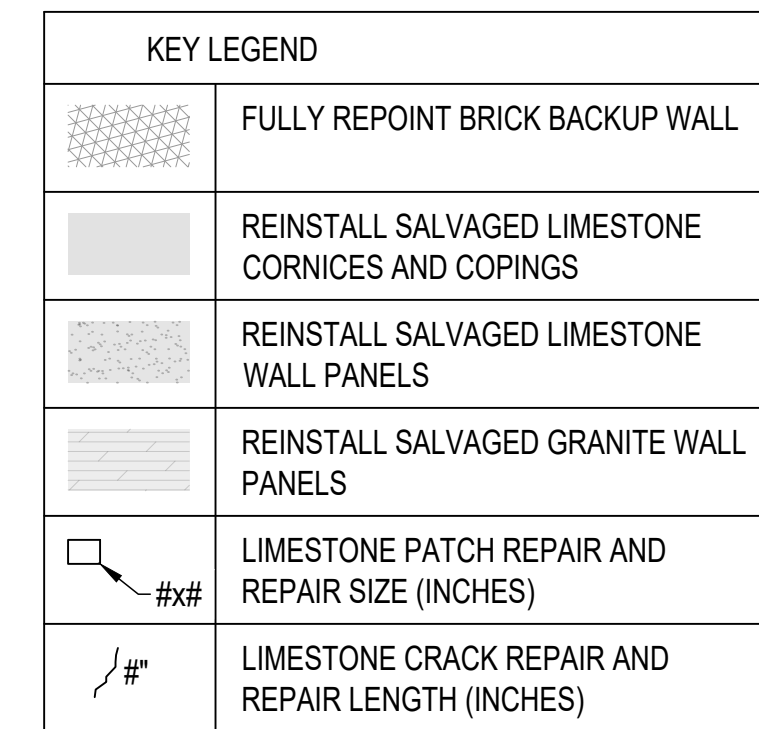 KEY LEGEND
FULLY REPOINT BRICK BACKUP WALL
REINSTALL SALVAGED LIMESTONE
CORNICES AND COPINGS
REINSTALL SALVAGED LIMESTONE
WALL PANELS
REINSTALL SALVAGED GRANITE WALL
PANELS
#x#
LIMESTONE PATCH REPAIR AND
REPAIR SIZE (INCHES)
#"
LIMESTONE CRACK REPAIR AND
REPAIR LENGTH (INCHES)